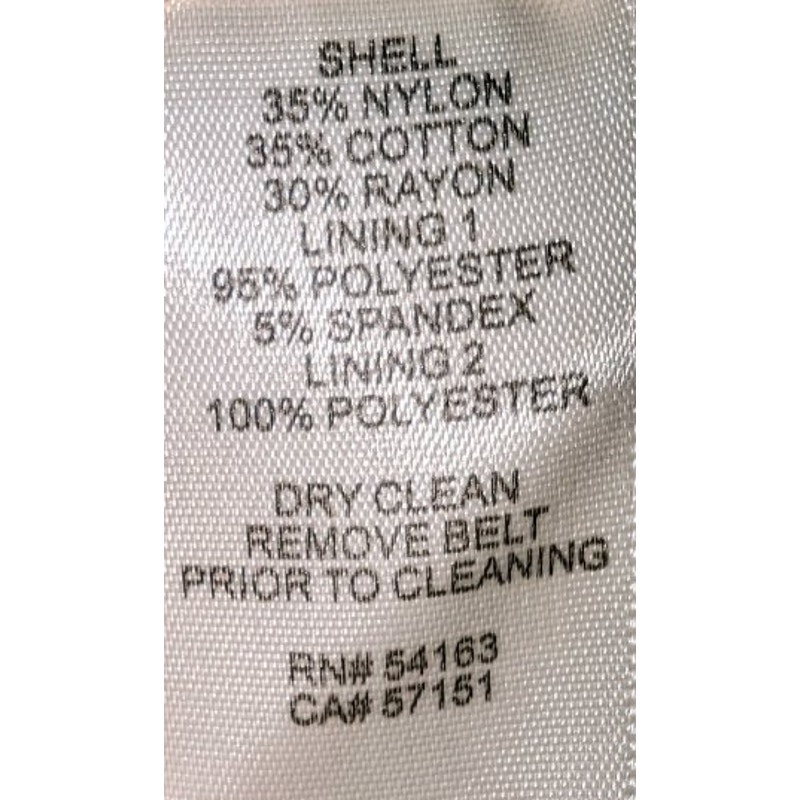 SHELL
35% NYLON
35% COTTON
30% RAYON
LINING 1
95% POLYESTER
5% SPANDEX
LINING 2
100% POLYESTER
DRY CLEAN
REMOVE BELT
PRIOR TO CLEANING
RN# 54163
CA# 57151